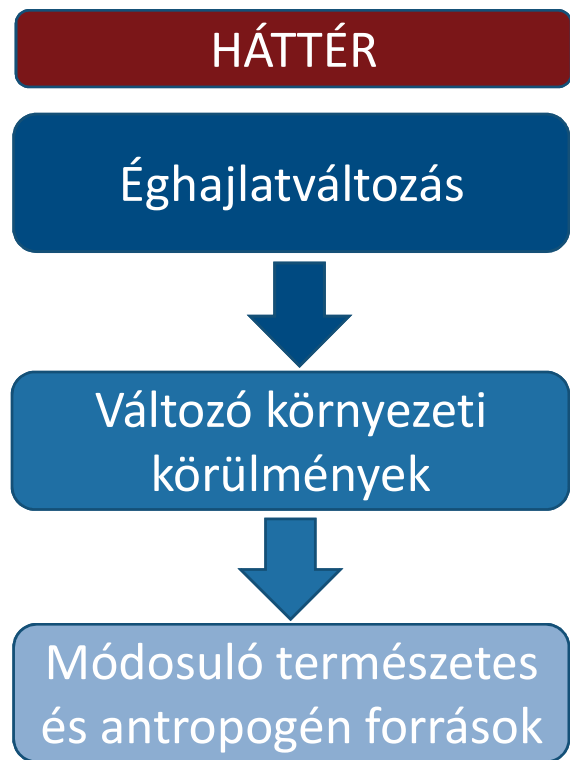 HÁTTÉR
Éghajlatváltozás
Változó környezeti
körülmények
Módosuló természetes
és antropogén források